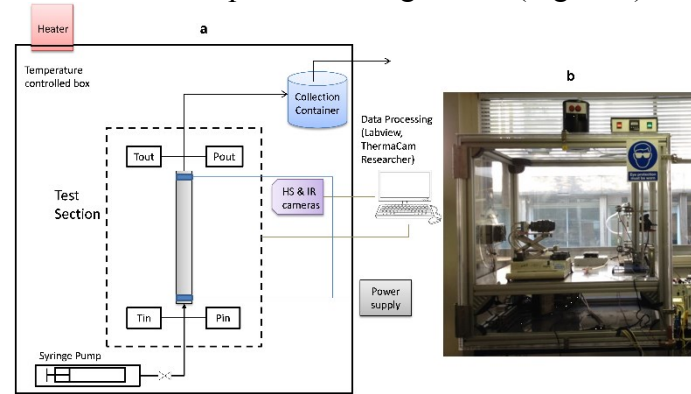 Heater
a
Temperature
controlled box
Collection
Container
b
Data Processing
(Labview,
ThermaCam
Researcher)
Tout
Pout
Test
Section
HS & IR
cameras
Power
supply
Tin
Pin
Syringe Pump